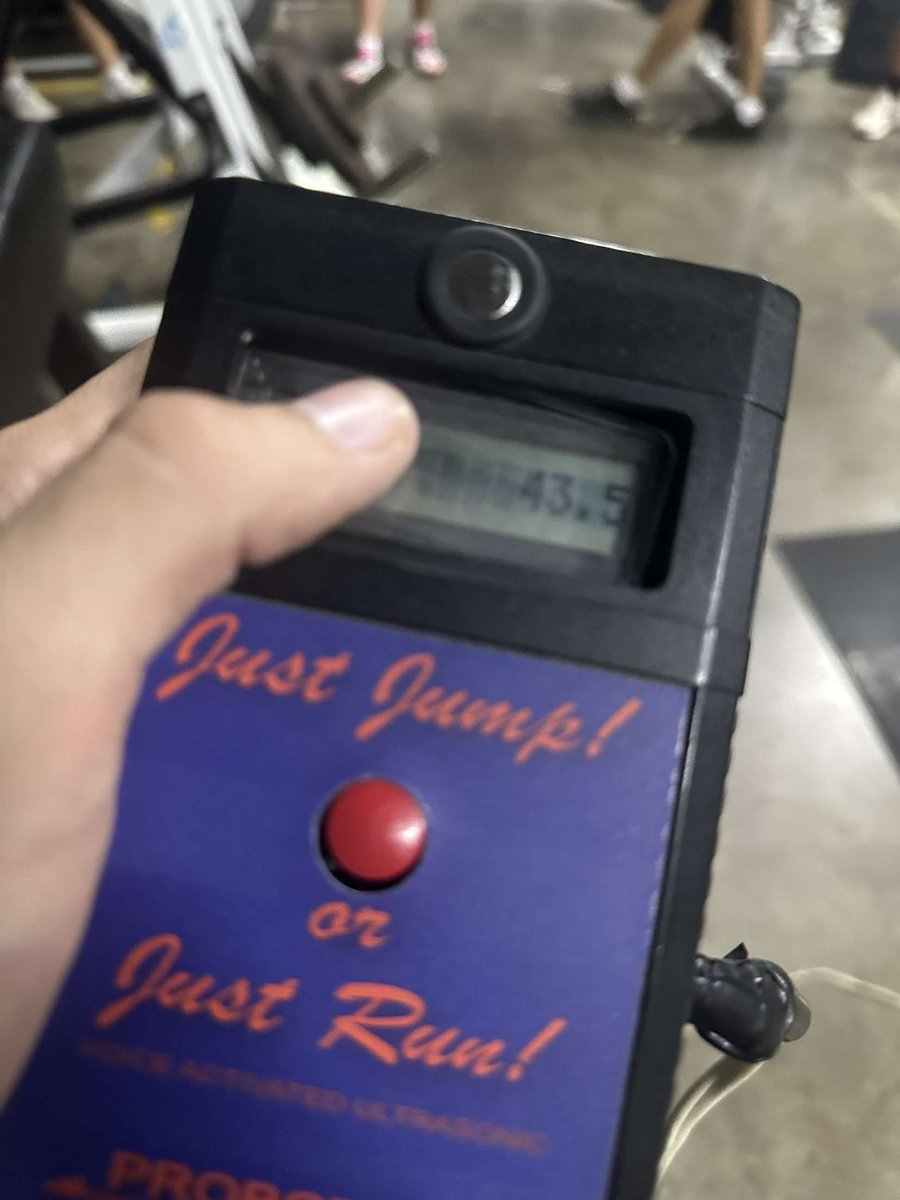 43.5
Just Jump!
or
Just Run!
VOICE ACTIVATED ULTRASONIC